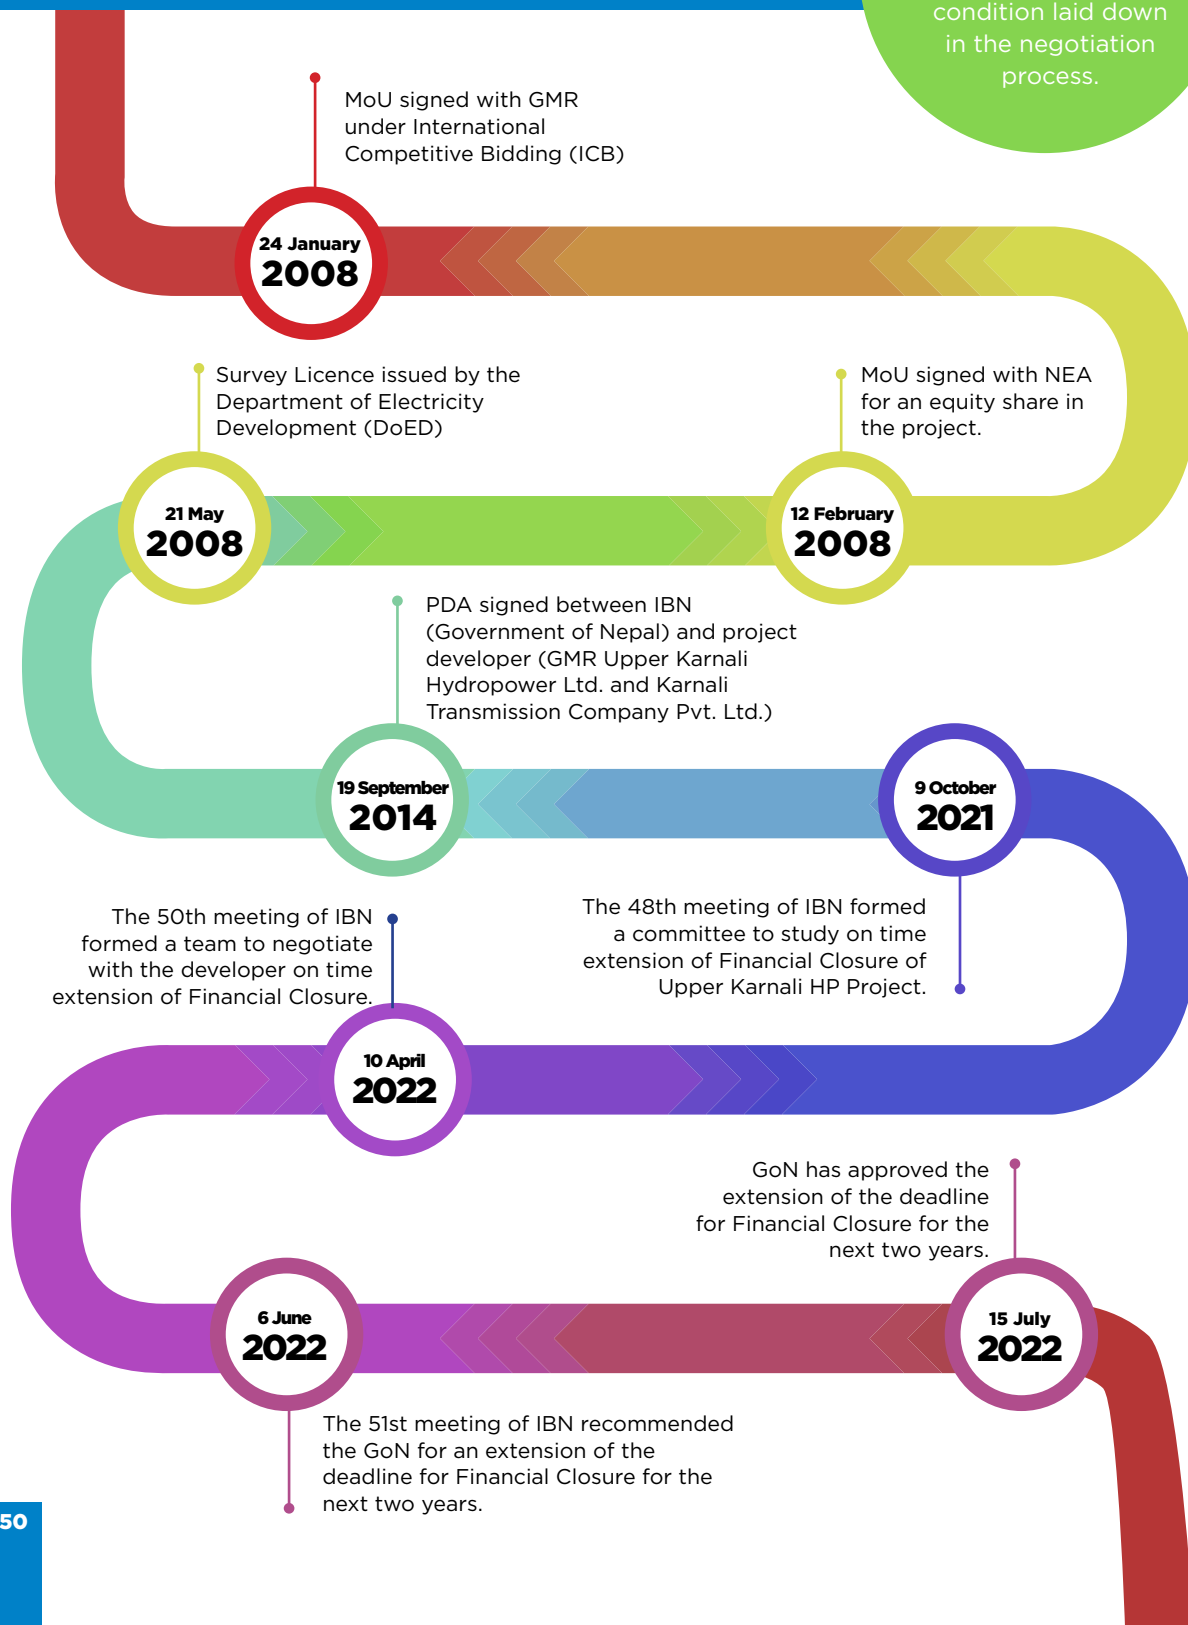 condition laid down
in the negotiation
process.
MoU signed with GMR
under International
Competitive Bidding (ICB)
24 January
2008
Survey Licence issued by the
Department of Electricity
Development (DoED)
21 May
2008
MoU signed with NEA
for an equity share in
the project.
12 February
2008
PDA signed between IBN
(Government of Nepal) and project
developer (GMR Upper Karnali
Hydropower Ltd. and Karnali
Transmission Company Pvt. Ltd.)
19 September
2014
9 October
2021
The 48th meeting of IBN formed
a committee to study on time
extension of Financial Closure of
Upper Karnali HP Project.
The 50th meeting of IBN
formed a team to negotiate
with the developer on time
extension of Financial Closure.
10 April
2022
GoN has approved the
extension of the deadline
for Financial Closure for the
next two years.
6 June
2022
15 July
2022
The 51st meeting of IBN recommended
the GoN for an extension of the
deadline for Financial Closure for the
next two years.
50